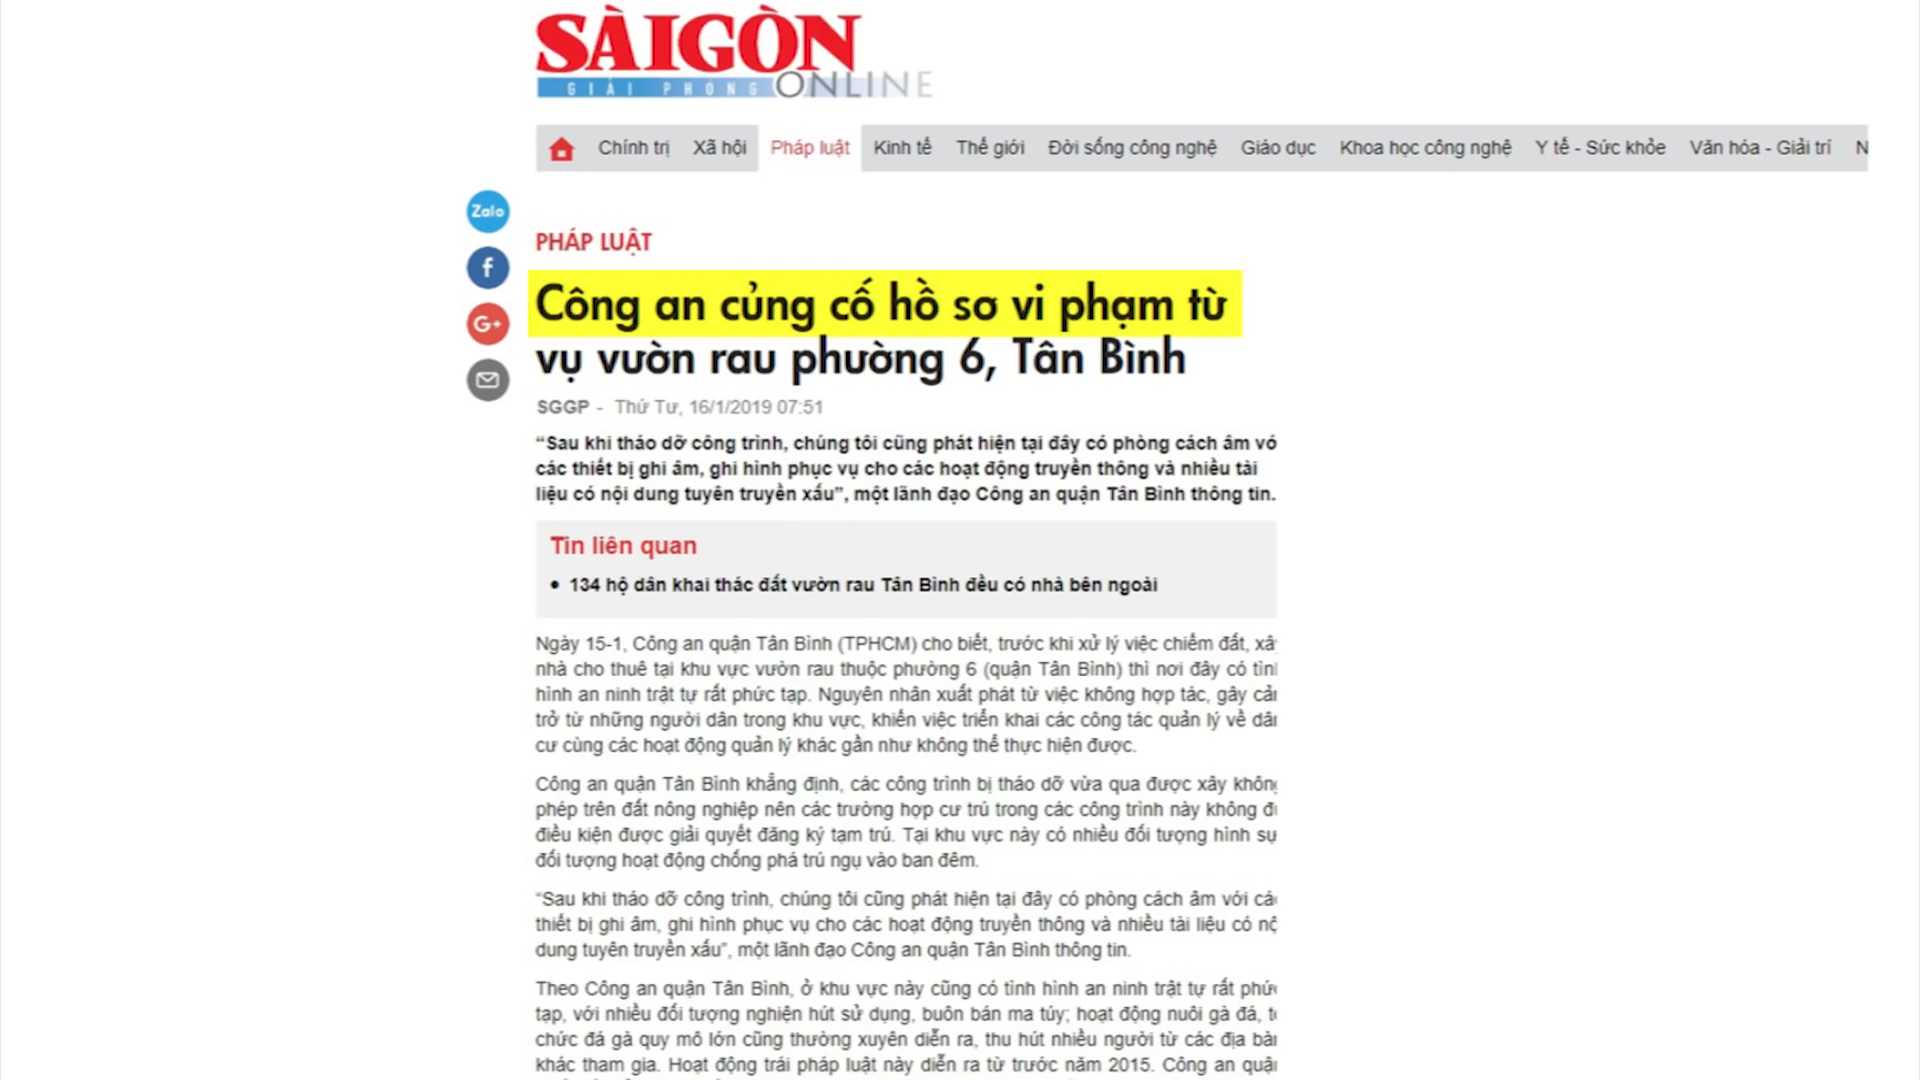 SÀIGÒN
GIẢI PHÓNG ONLINE
Chính trị Xã hội Pháp luật Kinh tế Thế giới Đời sống công nghệ Giáo dục Khoa học công nghệ Y tế - Sức khỏe Văn hóa - Giải trí N
Zalo
f
G+
PHÁP LUẬT
Công an củng cố hồ sơ vi phạm từ
vụ vườn rau phường 6, Tân Bình
SGGP - Thứ Tư, 16/1/2019 07:51
“Sau khi tháo dỡ công trình, chúng tôi cũng phát hiện tại đây có phòng cách âm vớ
các thiết bị ghi âm, ghi hình phục vụ cho các hoạt động truyền thông và nhiều tài
liệu có nội dung tuyên truyền xấu”, một lãnh đạo Công an quận Tân Bình thông tin.
Tin liên quan
• 134 hộ dân khai thác đất vườn rau Tân Bình đều có nhà bên ngoài
Ngày 15-1, Công an quận Tân Bình (TPHCM) cho biết, trước khi xử lý việc chiếm đất, xâ
nhà cho thuê tại khu vực vườn rau thuộc phường 6 (quận Tân Bình) thì nơi đây có tìn
hình an ninh trật tự rất phức tạp. Nguyên nhân xuất phát từ việc không hợp tác, gây cản
trở từ những người dân trong khu vực, khiến việc triển khai các công tác quản lý về dân
cư cùng các hoạt động quản lý khác gần như không thể thực hiện được.
Công an quận Tân Bình khẳng định, các công trình bị tháo dỡ vừa qua được xây không
phép trên đất nông nghiệp nên các trường hợp cư trú trong các công trình này không đ
điều kiện được giải quyết đăng ký tạm trú. Tại khu vực này có nhiều đối tượng hình sự
đối tượng hoạt động chống phá trú ngụ vào ban đêm.
“Sau khi tháo dỡ công trình, chúng tôi cũng phát hiện tại đây có phòng cách âm với các
thiết bị ghi âm, ghi hình phục vụ cho các hoạt động truyền thông và nhiều tài liệu có nộ
dung tuyên truyền xấu”, một lãnh đạo Công an quận Tân Bình thông tin.
Theo Công an quận Tân Bình, ở khu vực này cũng có tình hình an ninh trật tự rất phức
tạp, với nhiều đối tượng nghiện hút sử dụng, buôn bán ma túy; hoạt động nuôi gà đá, t
chức đá gà quy mô lớn cũng thường xuyên diễn ra, thu hút nhiều người từ các địa bàn
khác tham gia. Hoạt động trái pháp luật này diễn ra từ trước năm 2015. Công an quận